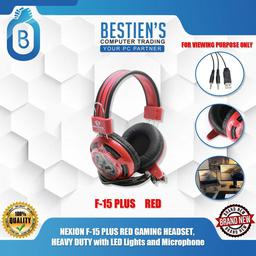 B
BESTIEN'S
COMPUTER TRADING
YOUR PC PARTNER
FOR VIEWING PURPOSE ONLY
F-15 PLUS RED
100%
QUALITY
NEXION F-15 PLUS RED GAMING HEADSET,
HEAVY DUTY with LED Lights and Microphone
BRAND
NEW